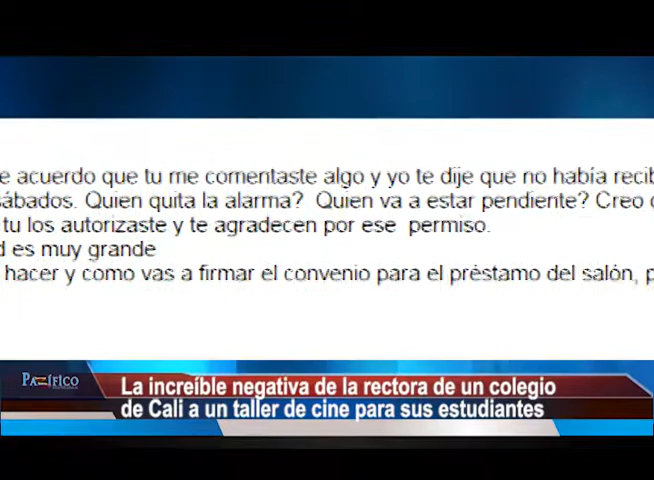 e acuerdo que tu me comentaste algo y yo te dije que no había recib
sábados. Quien quita la alarma? Quien va a estar pendiente? Creo
tu los autorizaste y te agradecen por ese permiso.
d es muy grande
hacer y como vas a firmar el convenio para el préstamo del salón, p
PAZÍFICO
La increíble negativa de la rectora de un colegio
de Cali a un taller de cine para sus estudiantes